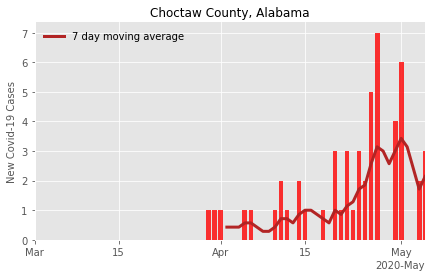 Choctaw County, Alabama
7 day moving average
New Covid-19 Cases
7
6
5
4
3
2
1
0
Mar 15 Apr 15 May
2020-May